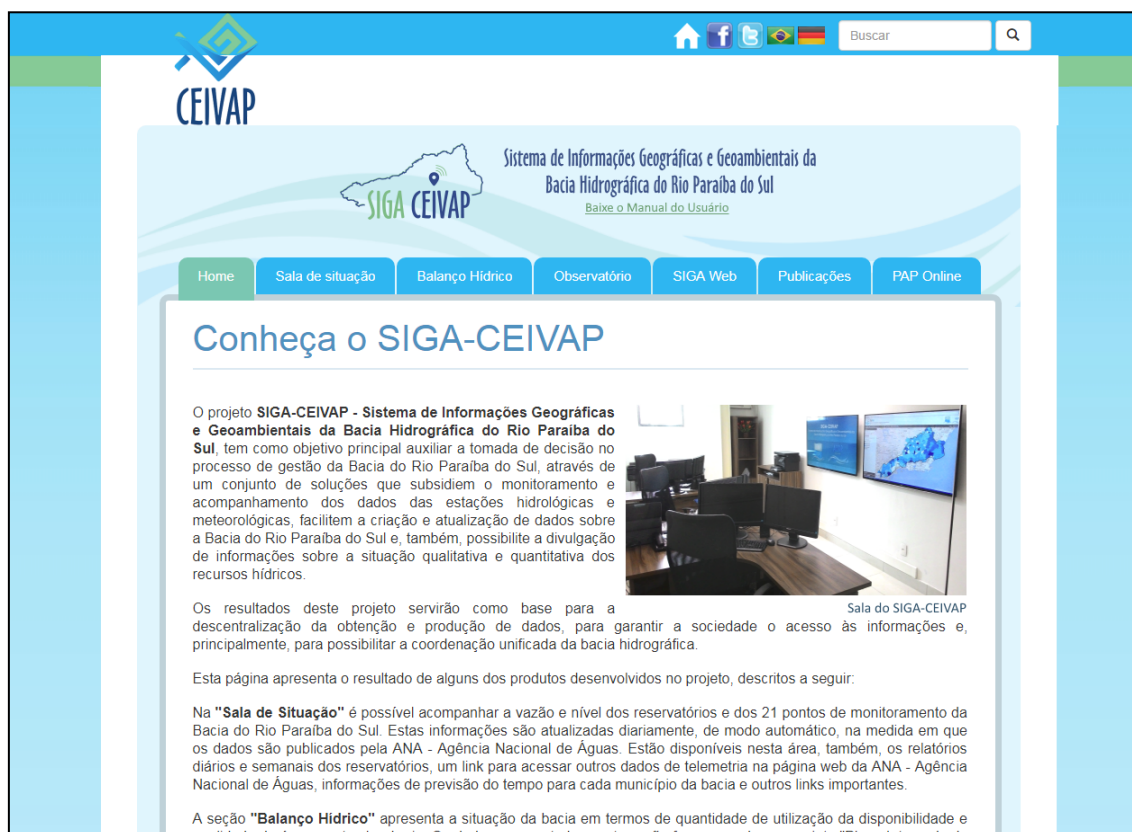 Buscar
CEIVAP
SIGA CEIVAP
Sistema de Informações Geográficas e Geoambientais da
Bacia Hidrográfica do Rio Paraíba do Sul
Baixe o Manual do Usuário
Home
Sala de situação
Balanço Hídrico
Observatório
SIGA Web
Publicações
PAP Online
Conheça o SIGA-CEIVAP
O projeto SIGA-CEIVAP - Sistema de Informações Geográficas
e Geoambientais da Bacia Hidrográfica do Rio Paraíba do
Sul, tem como objetivo principal auxiliar a tomada de decisão no
processo de gestão da Bacia do Rio Paraíba do Sul, através de
um conjunto de soluções que subsidiem o monitoramento e
acompanhamento dos dados das estações hidrológicas e
meteorológicas, facilitem a criação e atualização de dados sobre
a Bacia do Rio Paraíba do Sul e, também, possibilite a divulgação
de informações sobre a situação qualitativa e quantitativa dos
recursos hídricos.
Sala do SIGA-CEIVAP
Os resultados deste projeto servirão como base para a
descentralização da obtenção e produção de dados, para garantir a sociedade o acesso às informações e,
principalmente, para possibilitar a coordenação unificada da bacia hidrográfica.
Esta página apresenta o resultado de alguns dos produtos desenvolvidos no projeto, descritos a seguir:
Na "Sala de Situação" é possível acompanhar a vazão e nível dos reservatórios e dos 21 pontos de monitoramento da
Bacia do Rio Paraíba do Sul. Estas informações são atualizadas diariamente, de modo automático, na medida em que
os dados são publicados pela ANA - Agência Nacional de Águas. Estão disponíveis nesta área, também, os relatórios
diários e semanais dos reservatórios, um link para acessar outros dados de telemetria na página web da ANA - Agência
Nacional de Águas, informações de previsão do tempo para cada município da bacia e outros links importantes.
A seção "Balanço Hídrico" apresenta a situação da bacia em termos de quantidade de utilização da disponibilidade e